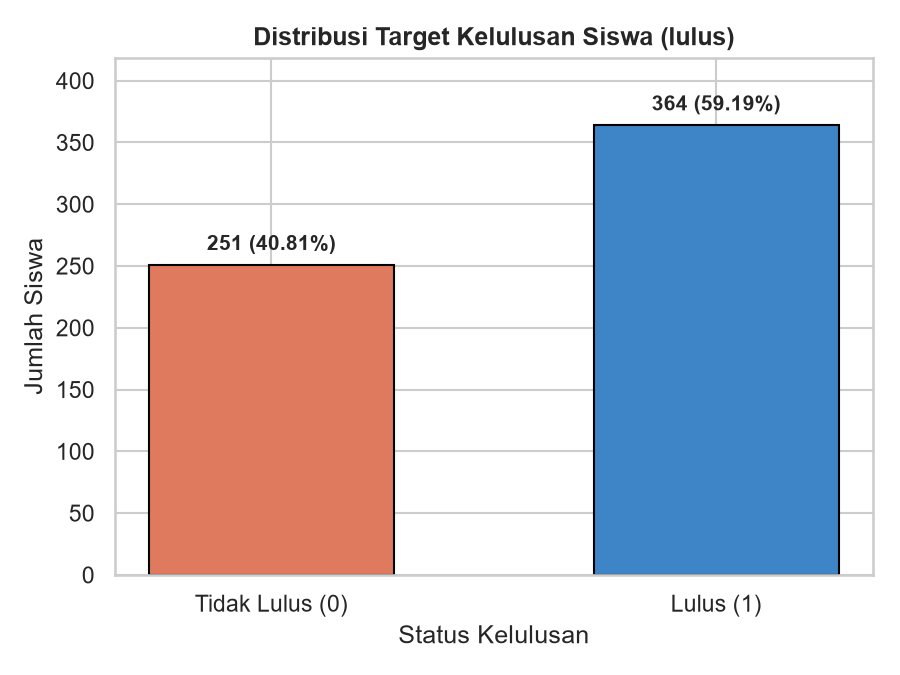 Distribusi Target Kelulusan Siswa (lulus)
Jumlah Siswa
400
350
300
250
200
150
100
50
0
251 (40.81%)
364 (59.19%)
Tidak Lulus (0)
Lulus (1)
Status Kelulusan